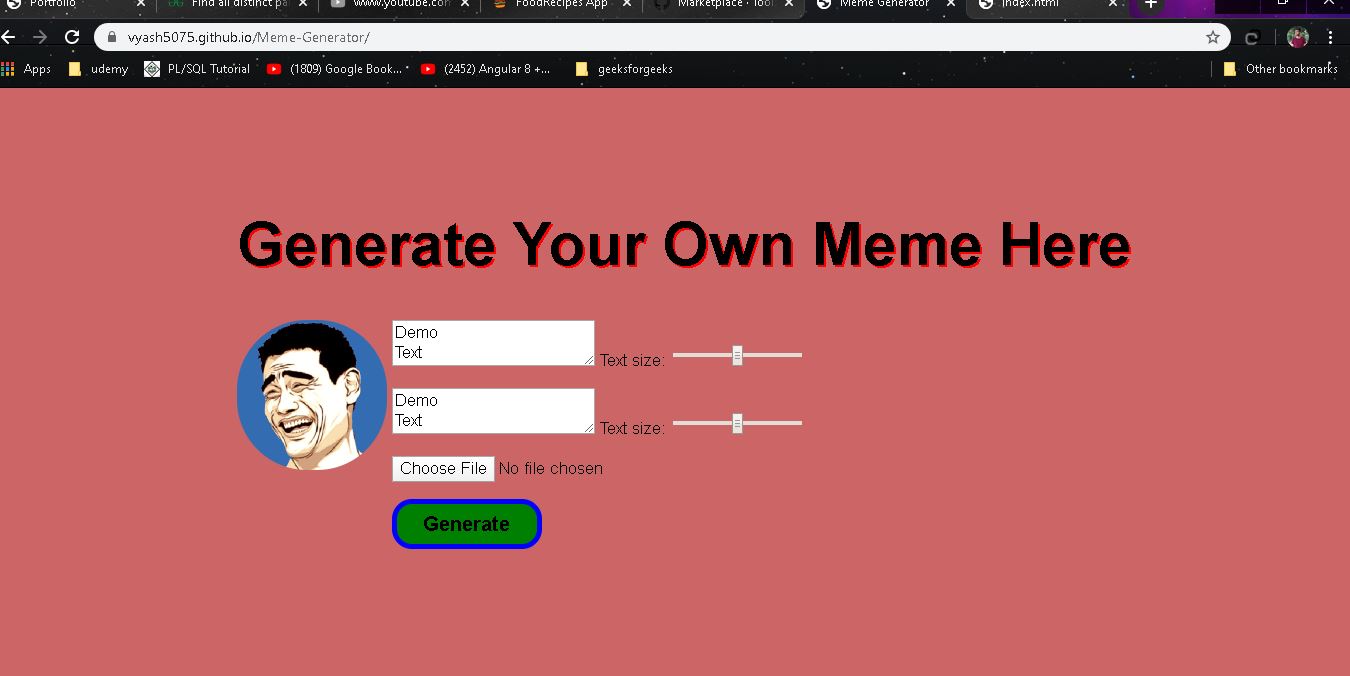 Portfolio
Find all distinct pa
www.youtube.con
FoodRecipes App
Marketplace · Tool
Meme Generator
index.html
vyash5075.github.io/Meme-Generator/
Apps udemy PL/SQL Tutorial (1809) Google Book... (2452) Angular 8 +... geeksforgeeks Other bookmarks
Generate Your Own Meme Here
Demo
Text
Text size:
Demo
Text
Text size:
Choose File No file chosen
Generate